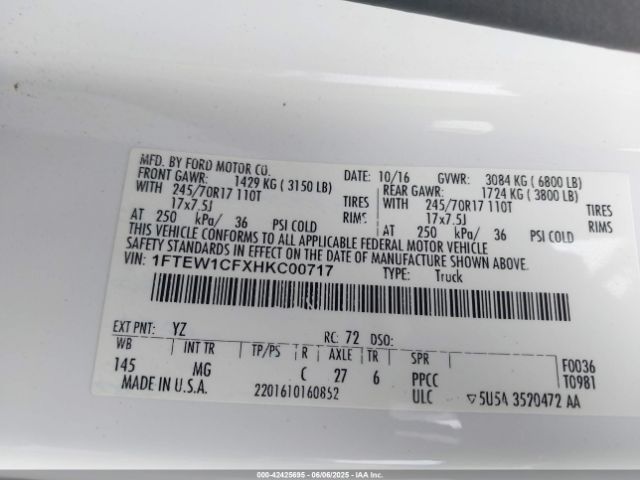 MFD. BY FORD MOTOR CO.
DATE: 10/16 GVWR: 3084 KG ( 6800 LB)
FRONT GAWR: 1429 KG ( 3150 LB) REAR GAWR: 1724 KG ( 3800 LB)
WITH 245/70R17 110T TIRES WITH 245/70R17 110T TIRES
17x7.5J RIMS 17x7.5J RIMS
AT 250 kPa/ 36 PSI COLD AT 250 kPa/ 36 PSI COLD
THIS VEHICLE CONFORMS TO ALL APPLICABLE FEDERAL MOTOR VEHICLE
SAFETY STANDARDS IN EFFECT ON THE DATE OF MANUFACTURE SHOWN ABOVE.
VIN: 1FTEW1CFXHKC00717
TYPE: Truck
EXT PNT: YZ RC: 72 DSO:
WB INT TR TP/PS R AXLE TR SPR F0036
145 MG C 27 6 PPCC T0981
MADE IN U.S.A. 2201610160852 ULC ▽5U5A 3520472 AA
000-42425695 - 06/06/2025 - IAA Inc.